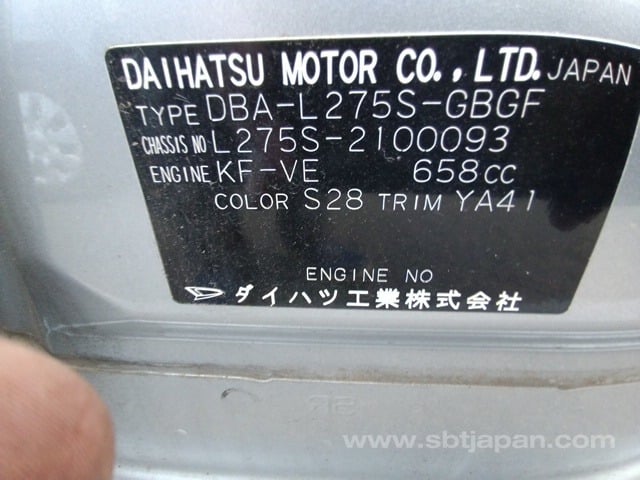 DAIHATSU MOTOR CO., LTD. JAPAN
TYPE DBA-L275S-GBGF
CHASSIS NO L275S-2100093
ENGINE KF-VE 658cc
COLOR S28 TRIM YA41
ENGINE NO
ダイハツ工業株式会社
www.sbtjapan.com